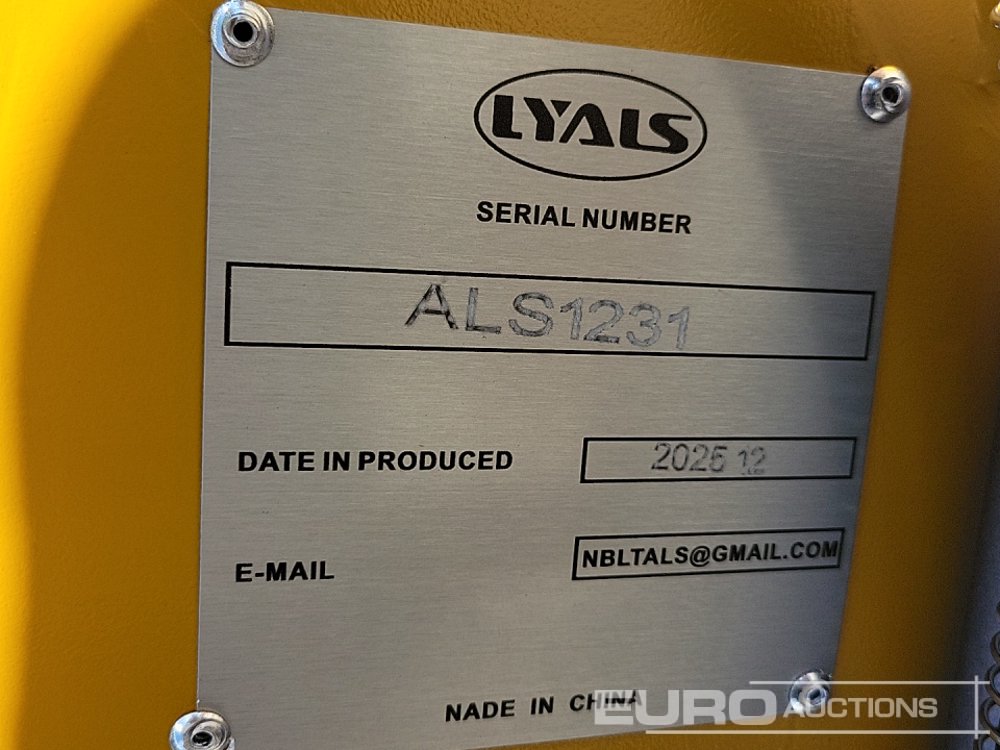 LYALS
SERIAL NUMBER
ALS1231
DATE IN PRODUCED 2025 12
E-MAIL NBLTALS@GMAIL.COM
NADE IN CHINA
EURO AUCTIONS